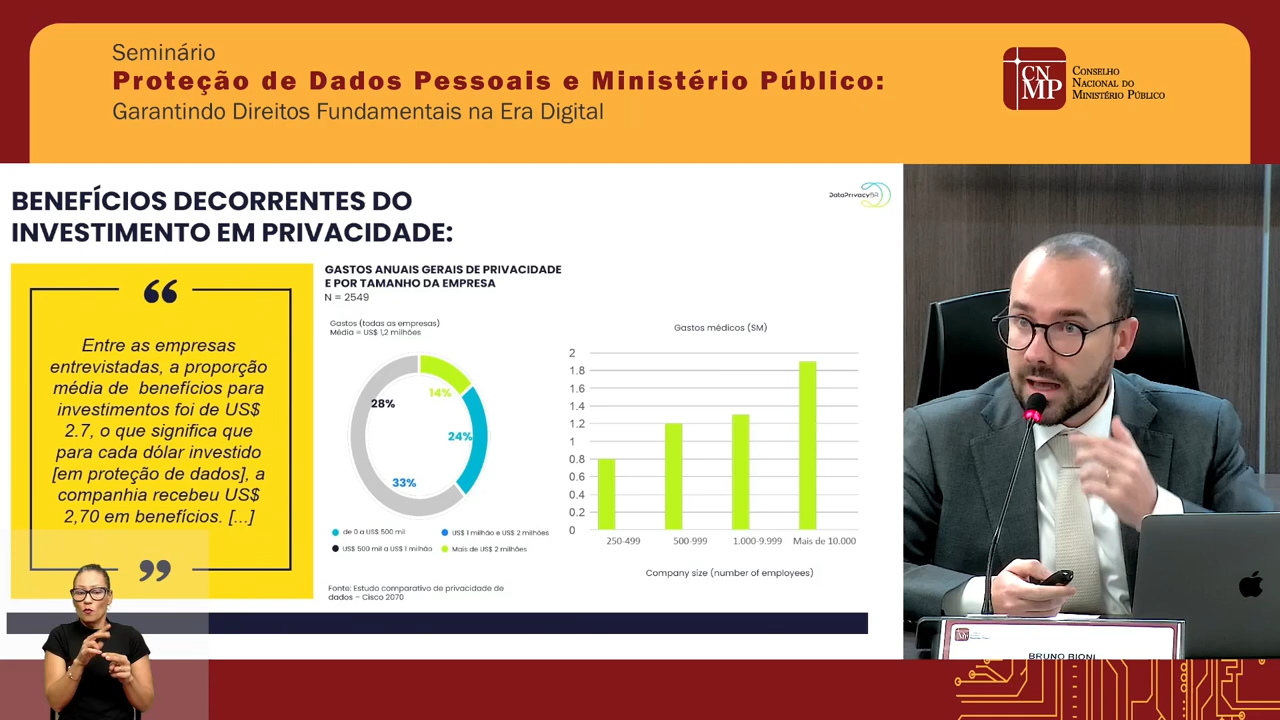 Seminário
Proteção de Dados Pessoais e Ministério Público:
Garantindo Direitos Fundamentais na Era Digital
CN
MP
CONSELHO
NACIONAL DO
MINISTÉRIO PÚBLICO
BENEFÍCIOS DECORRENTES DO
INVESTIMENTO EM PRIVACIDADE:
DataPrivacyBR
“
Entre as empresas
entrevistadas, a proporção
média de benefícios para
investimentos foi de US$
2.7, o que significa que
para cada dólar investido
[em proteção de dados], a
companhia recebeu US$
2,70 em benefícios. [...]
”
GASTOS ANUAIS GERAIS DE PRIVACIDADE
E POR TAMANHO DA EMPRESA
N = 2549
Gastos (todas as empresas)
Média = US$ 1,2 milhões
14%
28%
24%
33%
de 0 a US$ 500 mil
US$ 1 milhão e US$ 2 milhões
US$ 500 mil a US$ 1 milhão
Mais de US$ 2 milhões
Fonte: Estudo comparativo de privacidade de
dados – Cisco 2070
Gastos médicos (SM)
2
1.8
1.6
1.4
1.2
1
0.8
0.6
0.4
0.2
0
250-499 500-999 1.000-9.999 Mais de 10.000
Company size (number of employees)
BRUNO BIONI